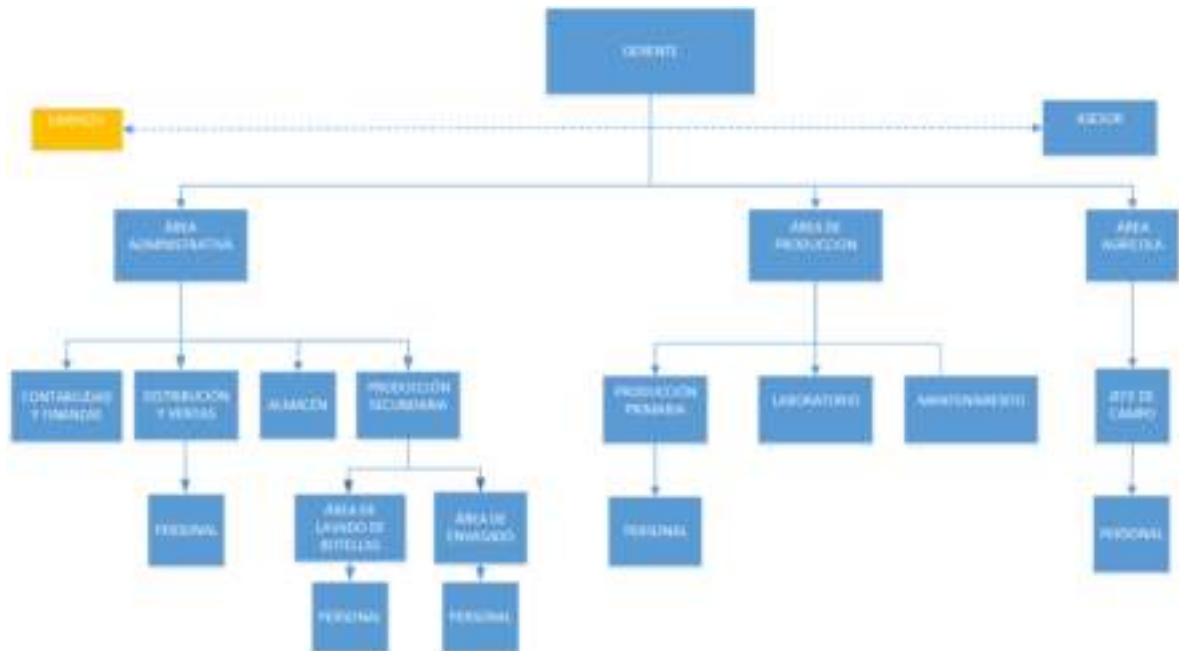 GERENTE
ASESOR
ÁREA
ADMINISTRATIVA
ÁREA DE
PRODUCCIÓN
ÁREA
AGRÍCOLA
CONTABILIDAD
Y FINANZAS
DISTRIBUCIÓN
Y VENTAS
ALMACÉN
PRODUCCIÓN
SECUNDARIA
PRODUCCIÓN
PRIMARIA
LABORATORIO
MANTENIMIENTO
JEFE DE
CAMPO
PERSONAL
ÁREA DE
LAVADO DE
BOTELLAS
ÁREA DE
ENVASADO
PERSONAL
PERSONAL
PERSONAL
PERSONAL